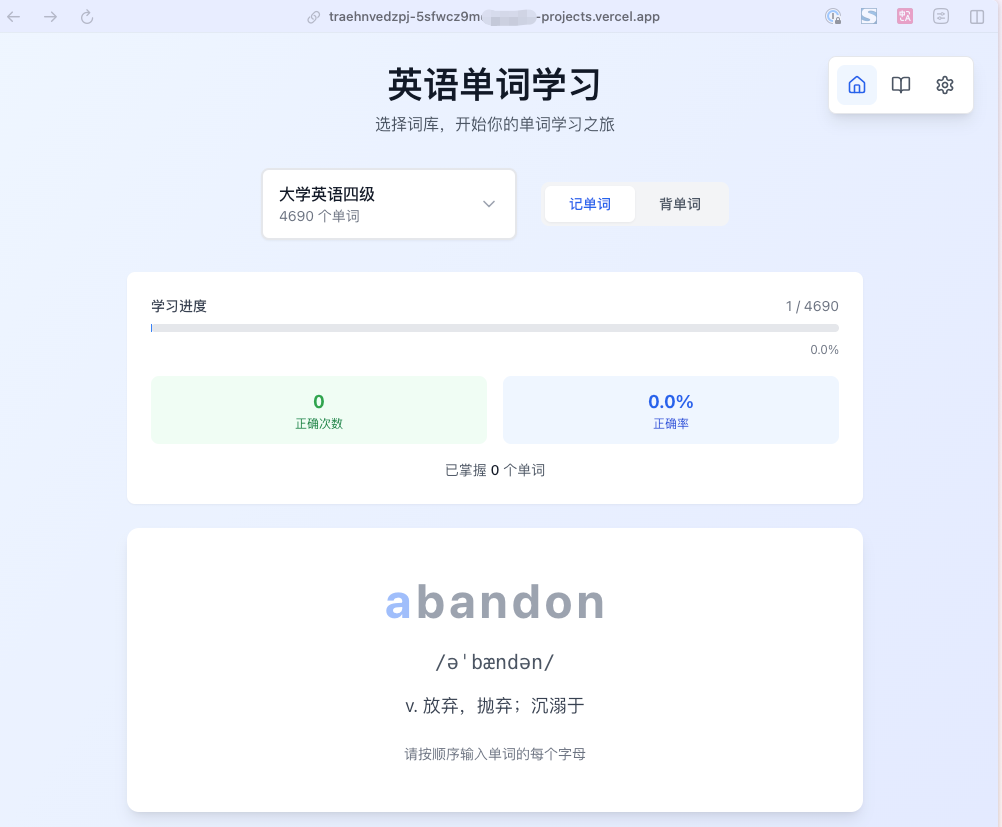 traehnvedzpj-5sfwcz9m -projects.vercel.app
英语单词学习
选择词库，开始你的单词学习之旅
大学英语四级
4690 个单词
记单词
背单词
学习进度
1 / 4690
0.0%
0
正确次数
0.0%
正确率
已掌握 0 个单词
abandon
/əˈbændən/
v. 放弃，抛弃；沉溺于
请按顺序输入单词的每个字母